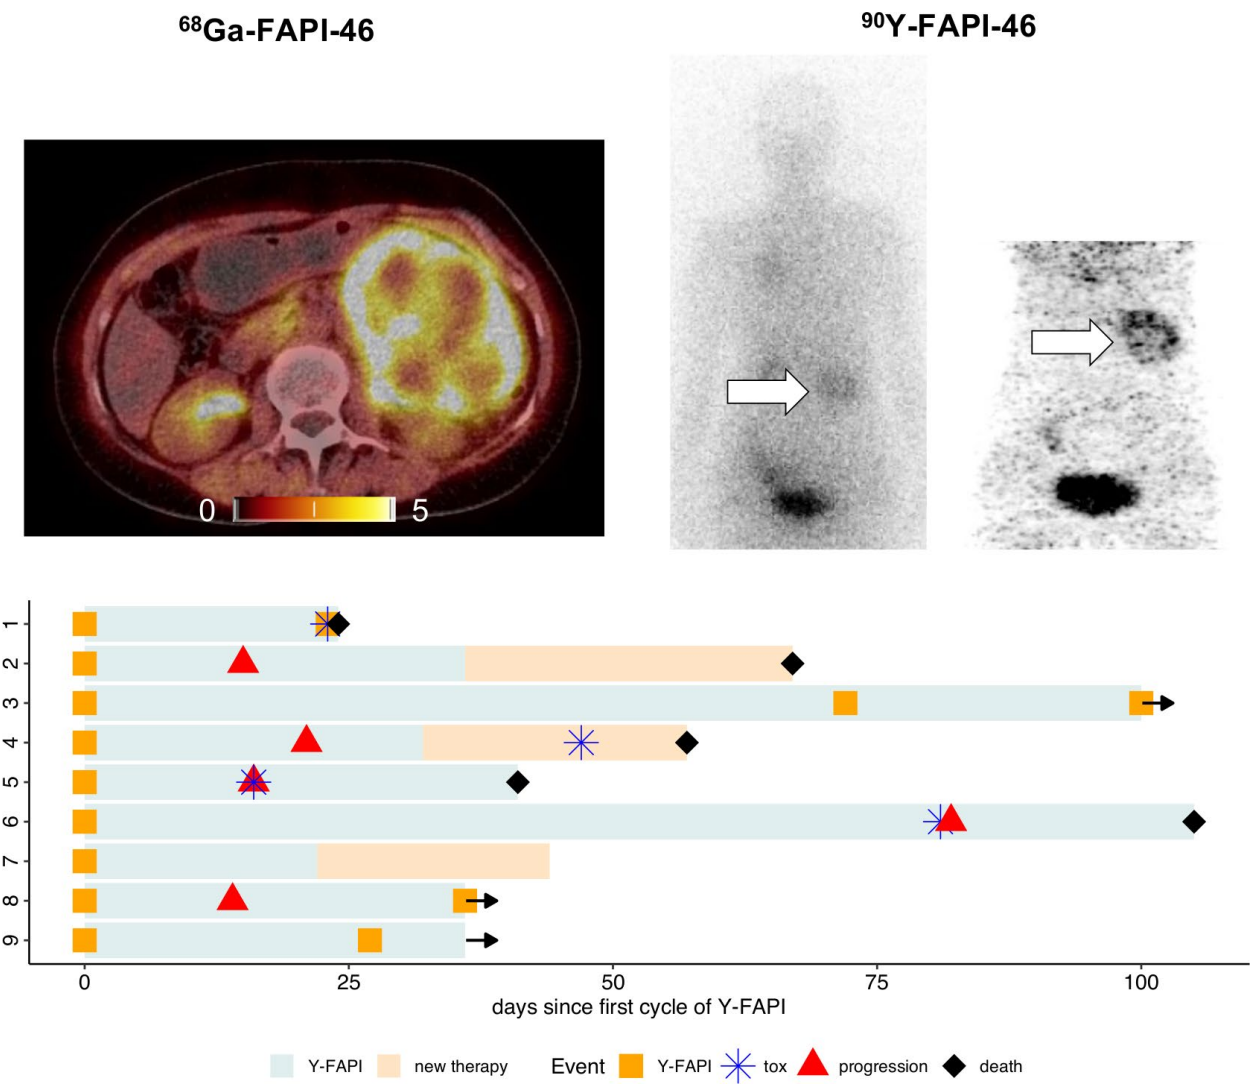 68Ga-FAPI-46
90Y-FAPI-46
0 5
1
2
3
4
5
6
7
8
9
0 25 50 75 100
days since first cycle of Y-FAPI
Y-FAPI new therapy Event Y-FAPI tox progression death